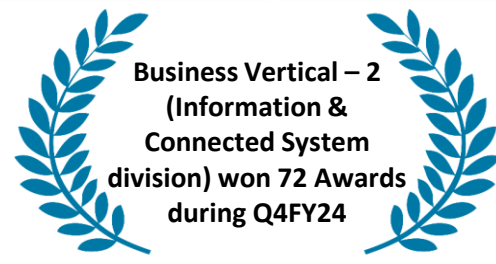 Business Vertical – 2
(Information &
Connected System
division) won 72 Awards
during Q4FY24